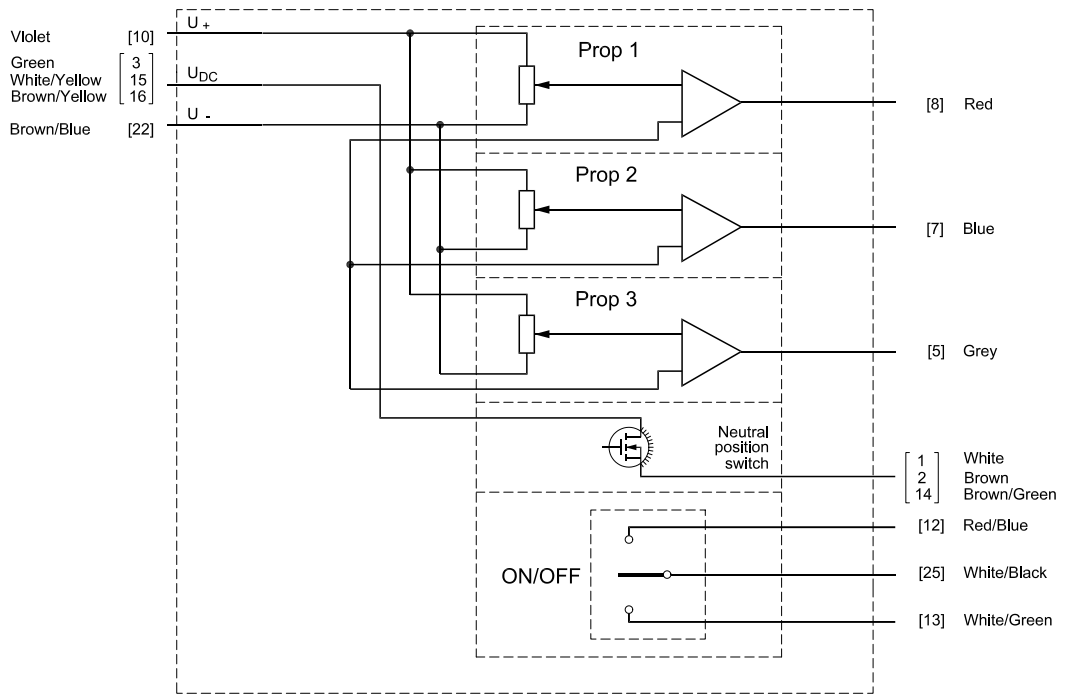 Violet [10] U +
Green 3
White/Yellow 15 UDC
Brown/Yellow 16
Brown/Blue [22] U -
Prop 1
[8] Red
Prop 2
[7] Blue
Prop 3
[5] Grey
Neutral
position
switch
1 White
2 Brown
14 Brown/Green
[12] Red/Blue
ON/OFF
[25] White/Black
[13] White/Green